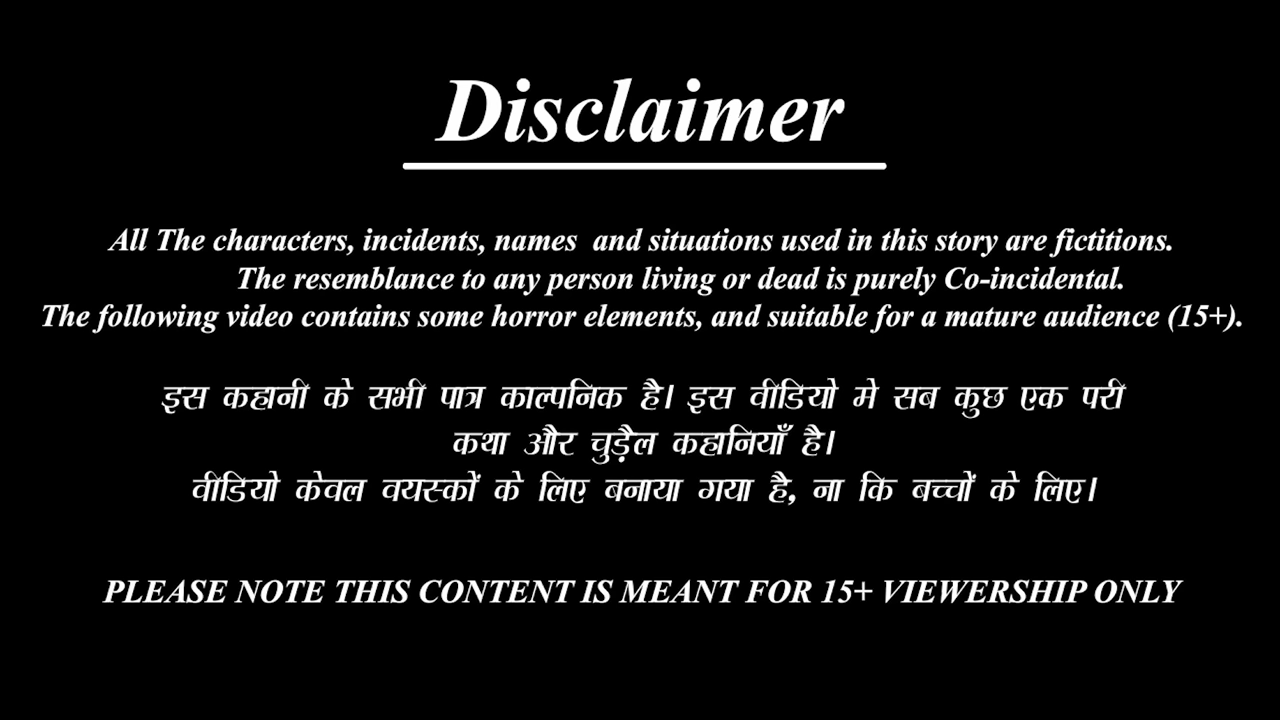 Disclaimer
All The characters, incidents, names and situations used in this story are fictitions.
The resemblance to any person living or dead is purely Co-incidental.
The following video contains some horror elements, and suitable for a mature audience (15+).
इस कहानी के सभी पात्र काल्पनिक है। इस वीडियो मे सब कुछ एक परी
कथा और चुड़ैल कहानियाँ है।
वीडियो केवल वयस्कों के लिए बनाया गया है, ना कि बच्चों के लिए।
PLEASE NOTE THIS CONTENT IS MEANT FOR 15+ VIEWERSHIP ONLY